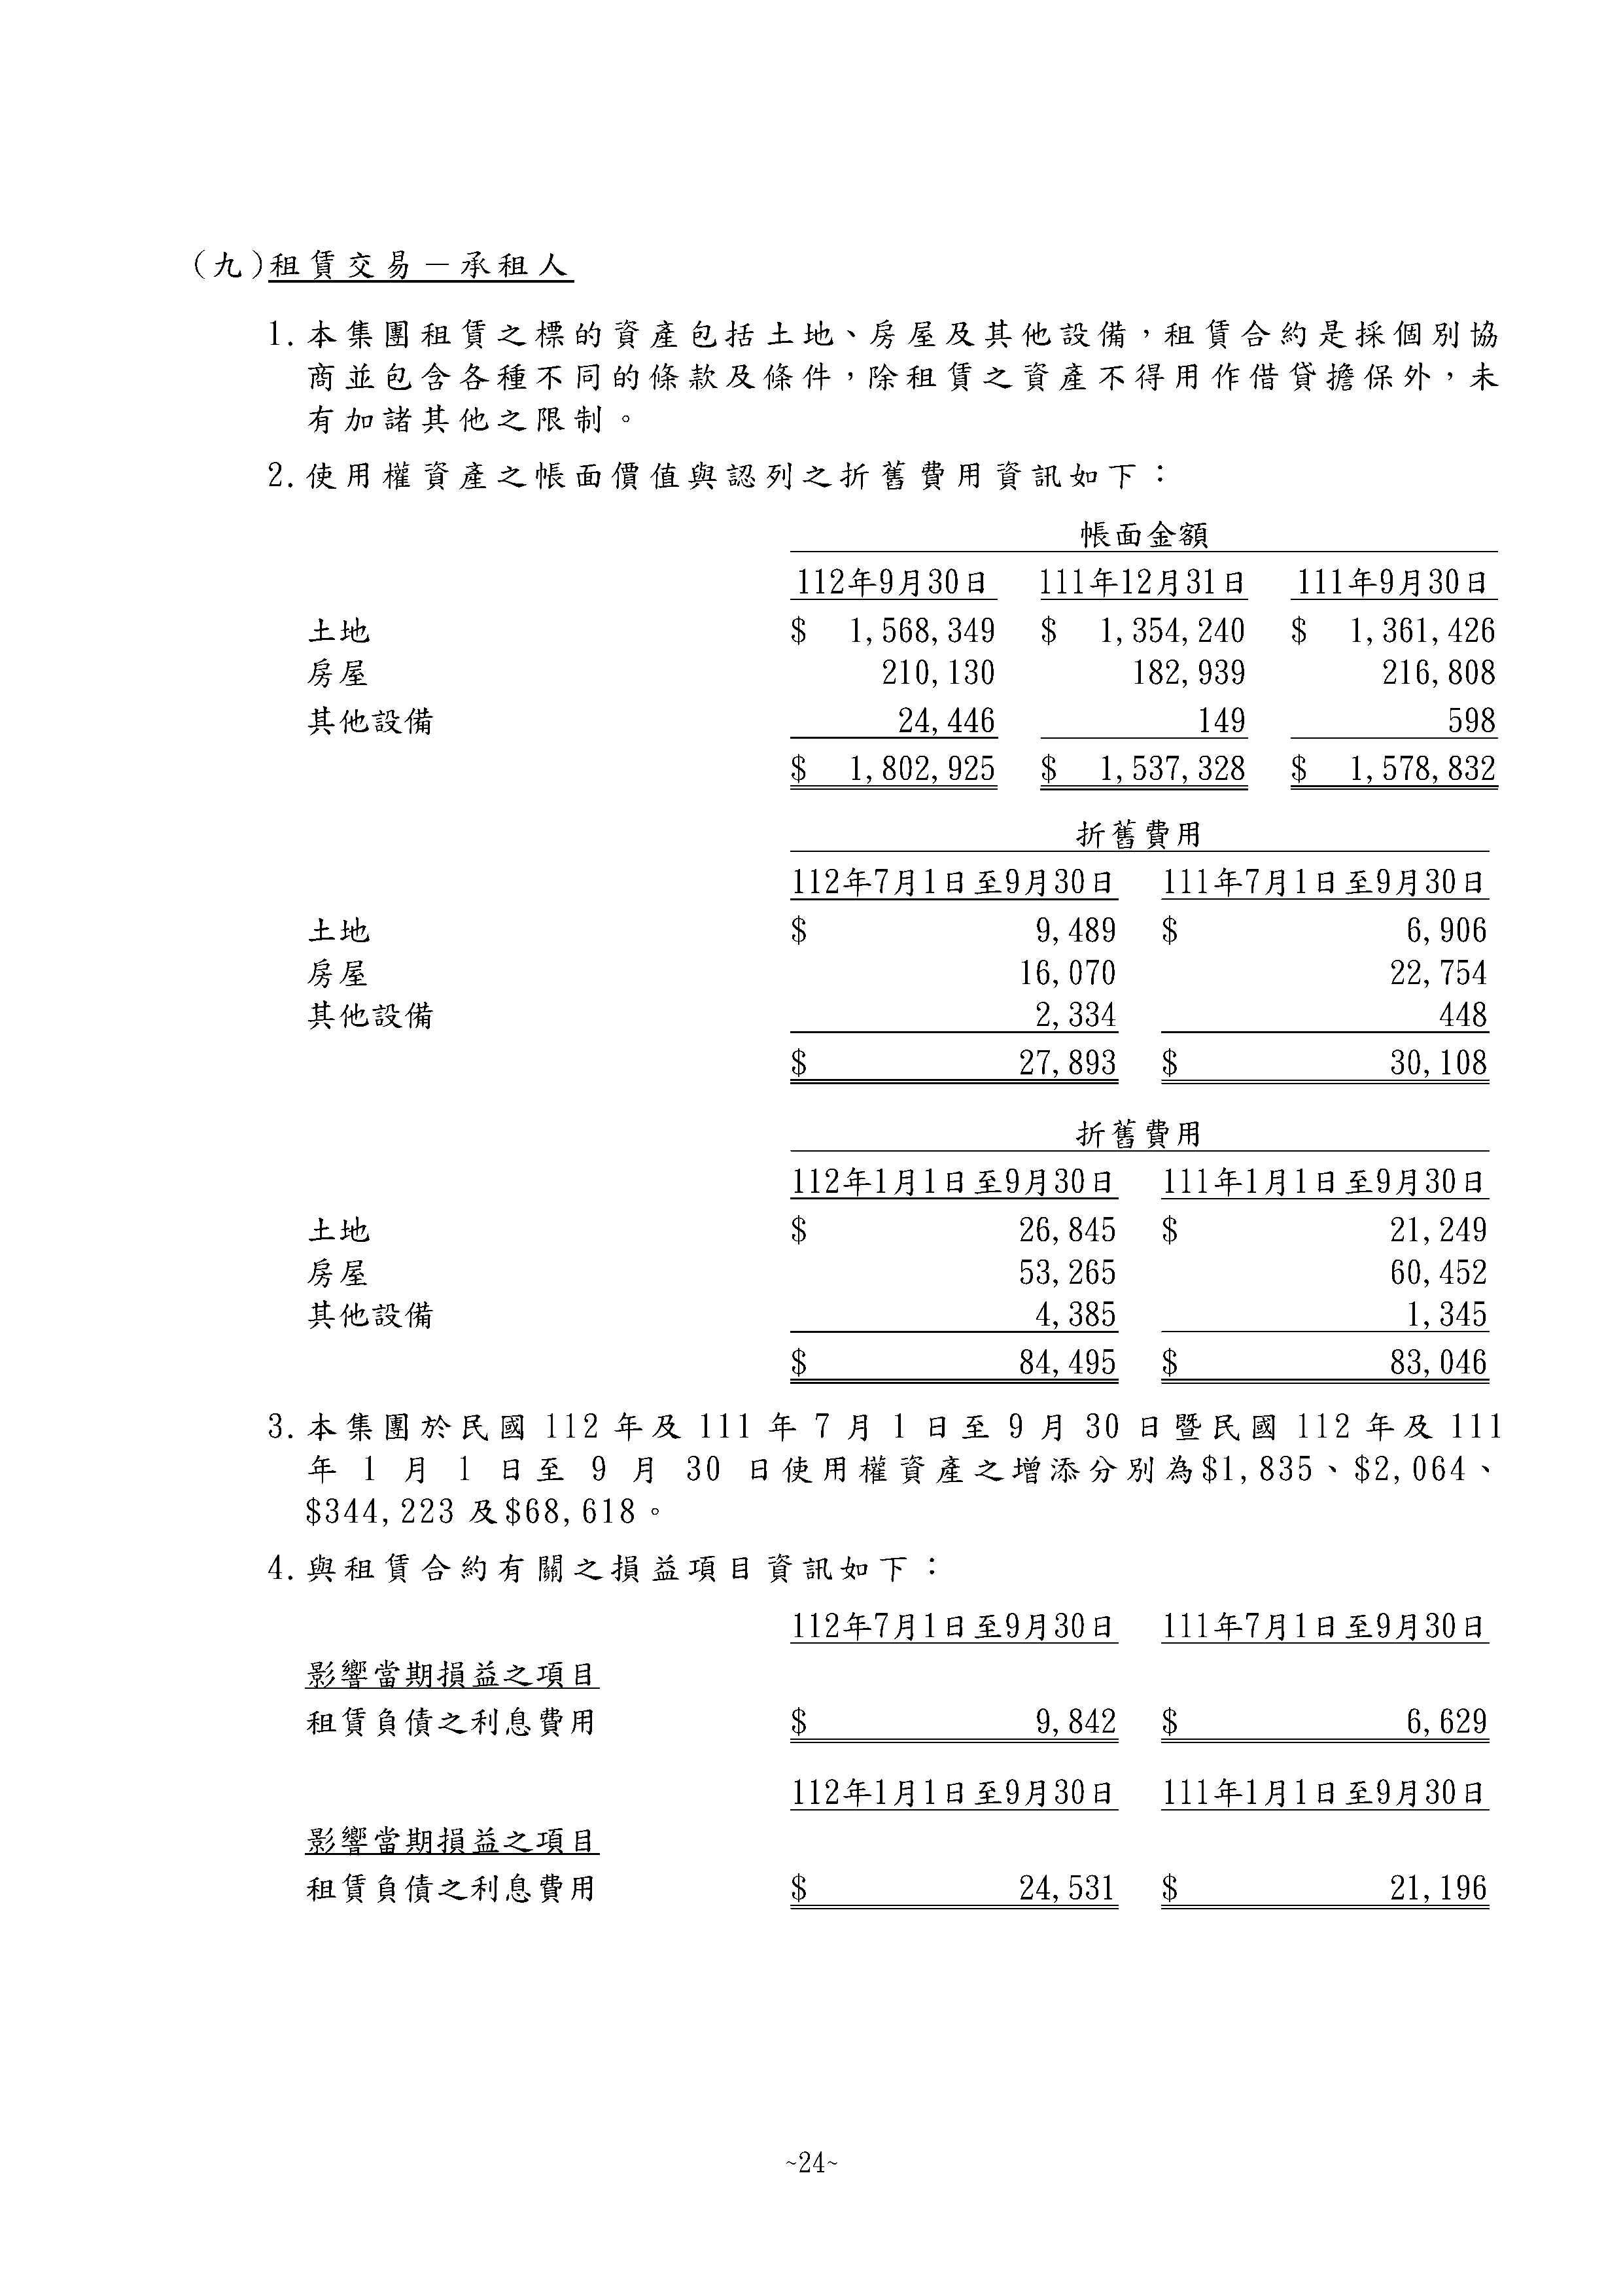 (九)租賃交易－承租人
1.本集團租賃之標的資產包括土地、房屋及其他設備，租賃合約是採個別協
商並包含各種不同的條款及條件，除租賃之資產不得用作借貸擔保外，未
有加諸其他之限制。
2.使用權資產之帳面價值與認列之折舊費用資訊如下：
帳面金額
112年9月30日 111年12月31日 111年9月30日
土地 $ 1,568,349 $ 1,354,240 $ 1,361,426
房屋 210,130 182,939 216,808
其他設備 24,446 149 598
$ 1,802,925 $ 1,537,328 $ 1,578,832
折舊費用
112年7月1日至9月30日 111年7月1日至9月30日
土地 $ 9,489 $ 6,906
房屋 16,070 22,754
其他設備 2,334 448
$ 27,893 $ 30,108
折舊費用
112年1月1日至9月30日 111年1月1日至9月30日
土地 $ 26,845 $ 21,249
房屋 53,265 60,452
其他設備 4,385 1,345
$ 84,495 $ 83,046
3.本集團於民國 112 年及 111 年 7 月 1 日至 9 月 30 日暨民國 112 年及 111
年 1 月 1 日至 9 月 30 日使用權資產之增添分別為$1,835、$2,064、
$344,223 及$68,618。
4.與租賃合約有關之損益項目資訊如下：
112年7月1日至9月30日 111年7月1日至9月30日
影響當期損益之項目
租賃負債之利息費用 $ 9,842 $ 6,629
112年1月1日至9月30日 111年1月1日至9月30日
影響當期損益之項目
租賃負債之利息費用 $ 24,531 $ 21,196
~24~